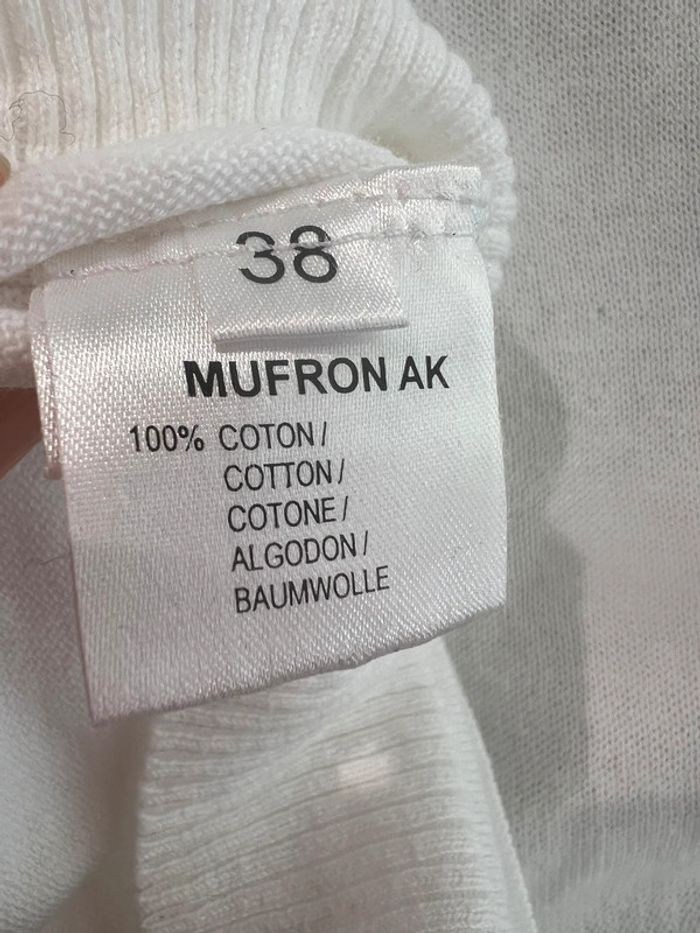 38
MUFRON AK
100% COTON /
COTTON /
COTONE /
ALGODON /
BAUMWOLLE